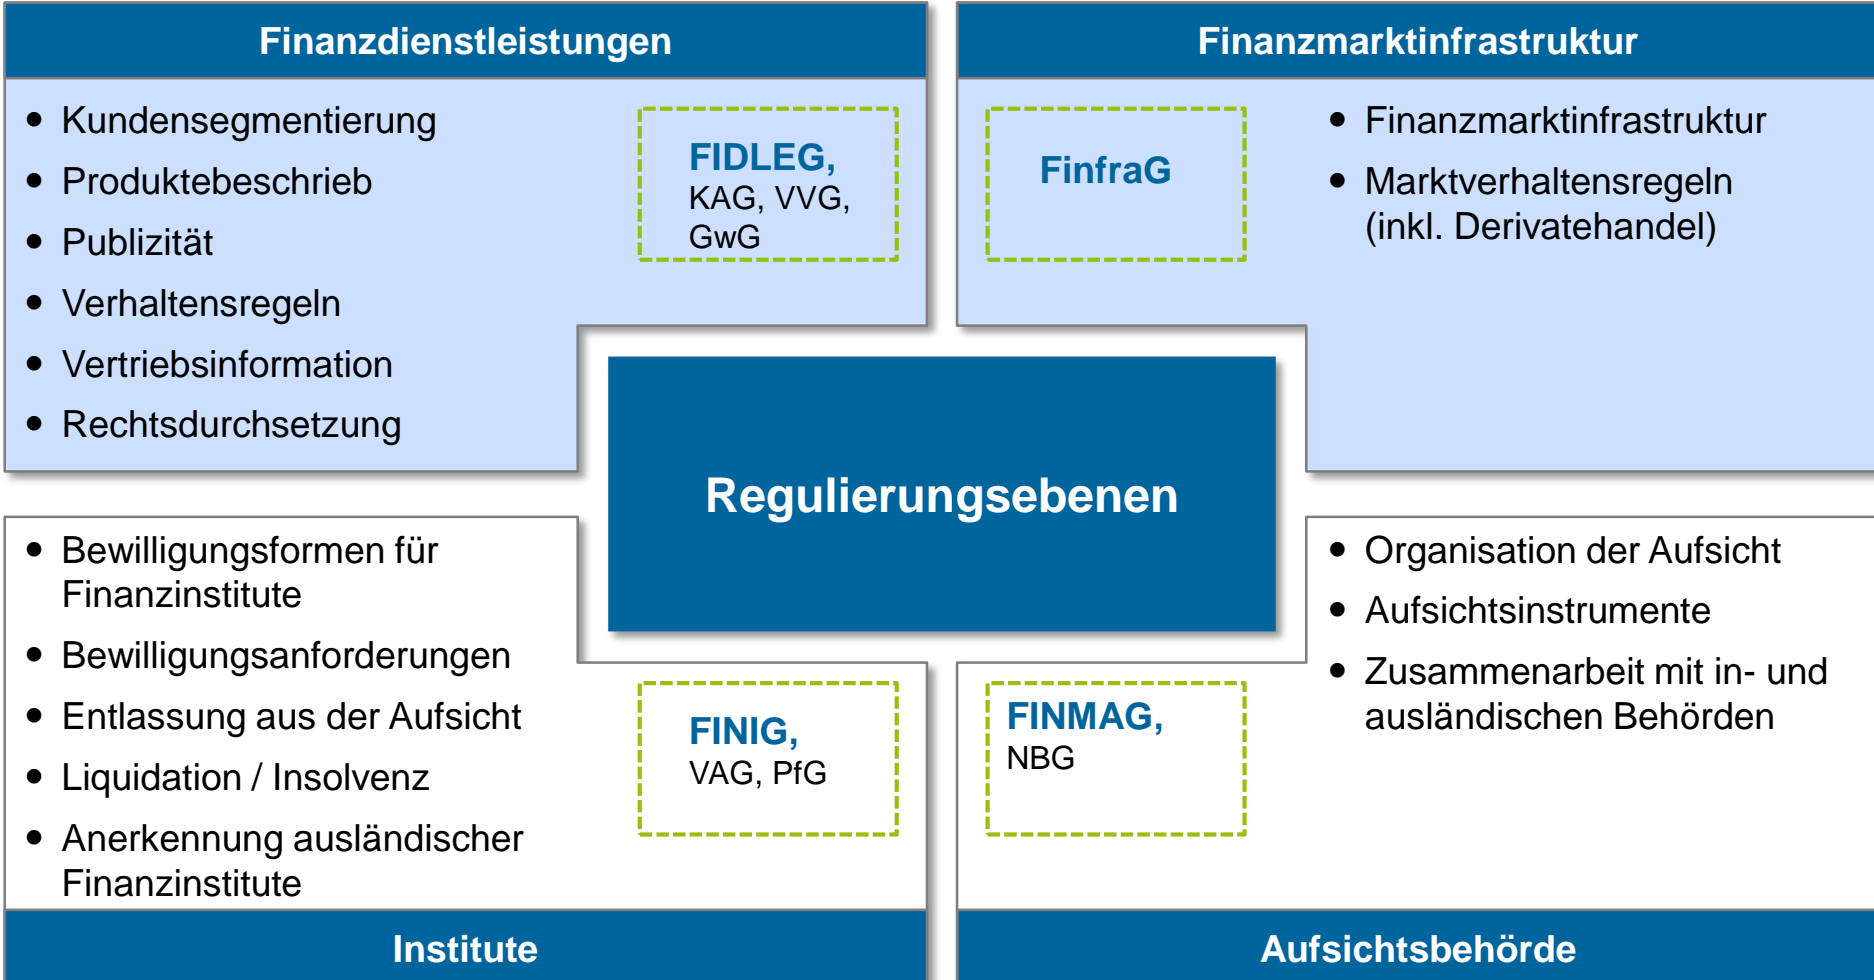 Finanzdienstleistungen
• Kundensegmentierung
• Produktebeschrieb
• Publizität
• Verhaltensregeln
• Vertriebsinformation
• Rechtsdurchsetzung
FIDLEG,
KAG, VVG,
GwG
Finanzmarktinfrastruktur
FinfraG
• Finanzmarktinfrastruktur
• Marktverhaltensregeln
(inkl. Derivatehandel)
Regulierungsebenen
• Bewilligungsformen für
Finanzinstitute
• Bewilligungsanforderungen
• Entlassung aus der Aufsicht
• Liquidation / Insolvenz
• Anerkennung ausländischer
Finanzinstitute
FINIG,
VAG, PfG
Institute
FINMAG,
NBG
• Organisation der Aufsicht
• Aufsichtsinstrumente
• Zusammenarbeit mit in- und
ausländischen Behörden
Aufsichtsbehörde